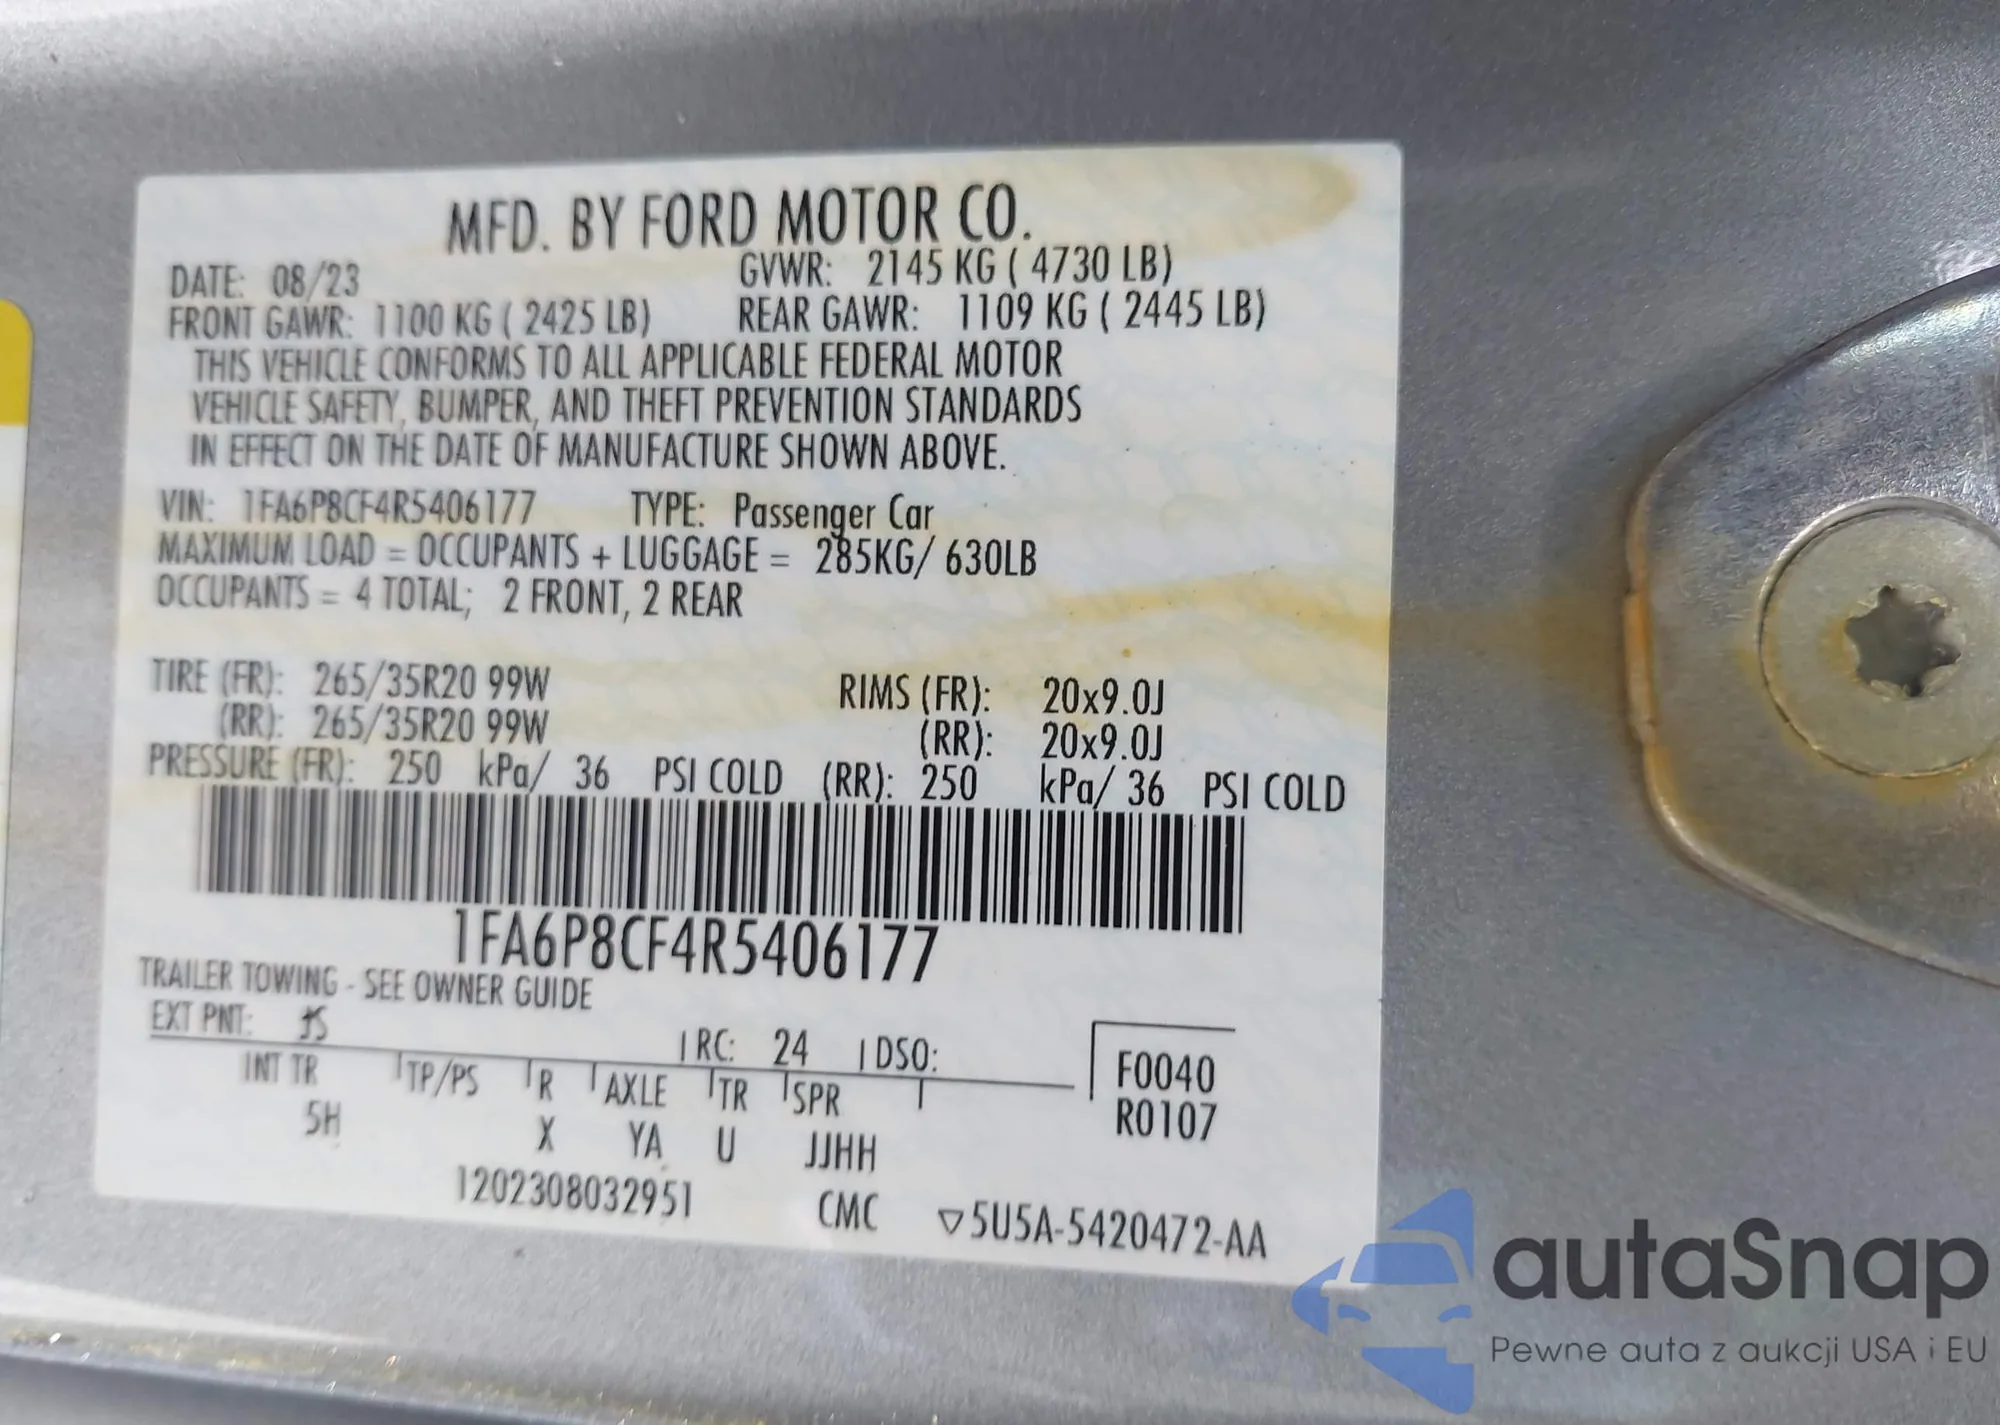 MFD. BY FORD MOTOR CO.
DATE: 08/23 GVWR: 2145 KG ( 4730 LB)
FRONT GAWR: 1100 KG ( 2425 LB) REAR GAWR: 1109 KG ( 2445 LB)
THIS VEHICLE CONFORMS TO ALL APPLICABLE FEDERAL MOTOR
VEHICLE SAFETY, BUMPER, AND THEFT PREVENTION STANDARDS
IN EFFECT ON THE DATE OF MANUFACTURE SHOWN ABOVE.
VIN: 1FA6P8CF4R5406177 TYPE: Passenger Car
MAXIMUM LOAD = OCCUPANTS + LUGGAGE = 285KG/ 630LB
OCCUPANTS = 4 TOTAL; 2 FRONT, 2 REAR
TIRE (FR): 265/35R20 99W RIMS (FR): 20x9.0J
(RR): 265/35R20 99W (RR): 20x9.0J
PRESSURE (FR): 250 kPa/ 36 PSI COLD (RR): 250 kPa/ 36 PSI COLD
1FA6P8CF4R5406177
TRAILER TOWING - SEE OWNER GUIDE
EXT PNT: RC: 24 DSO:
INT TR TP/PS R AXLE TR SPR F0040
5H X YA U JJHH R0107
1202308032951 CMC 5U5A-5420472-AA
autaSnap
Pewne auta z aukcji USA i EU